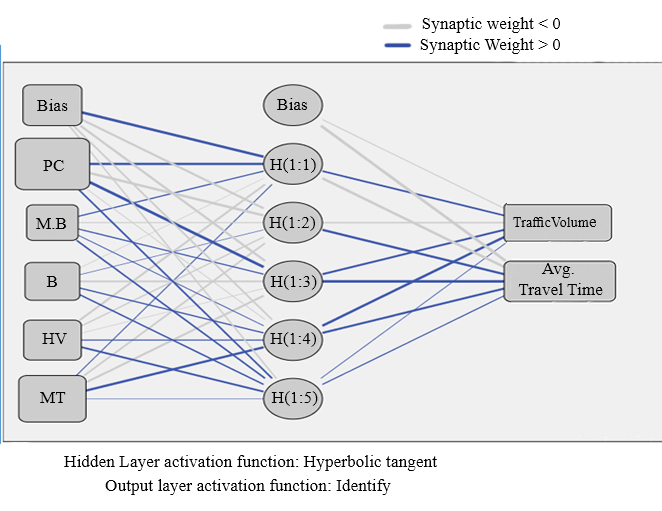 Synaptic weight < 0
Synaptic Weight > 0
Bias
Bias
PC
H(1:1)
M.B
H(1:2)
TrafficVolume
B
H(1:3)
Avg.
Travel Time
HV
H(1:4)
MT
H(1:5)
Hidden Layer activation function: Hyperbolic tangent
Output layer activation function: Identify